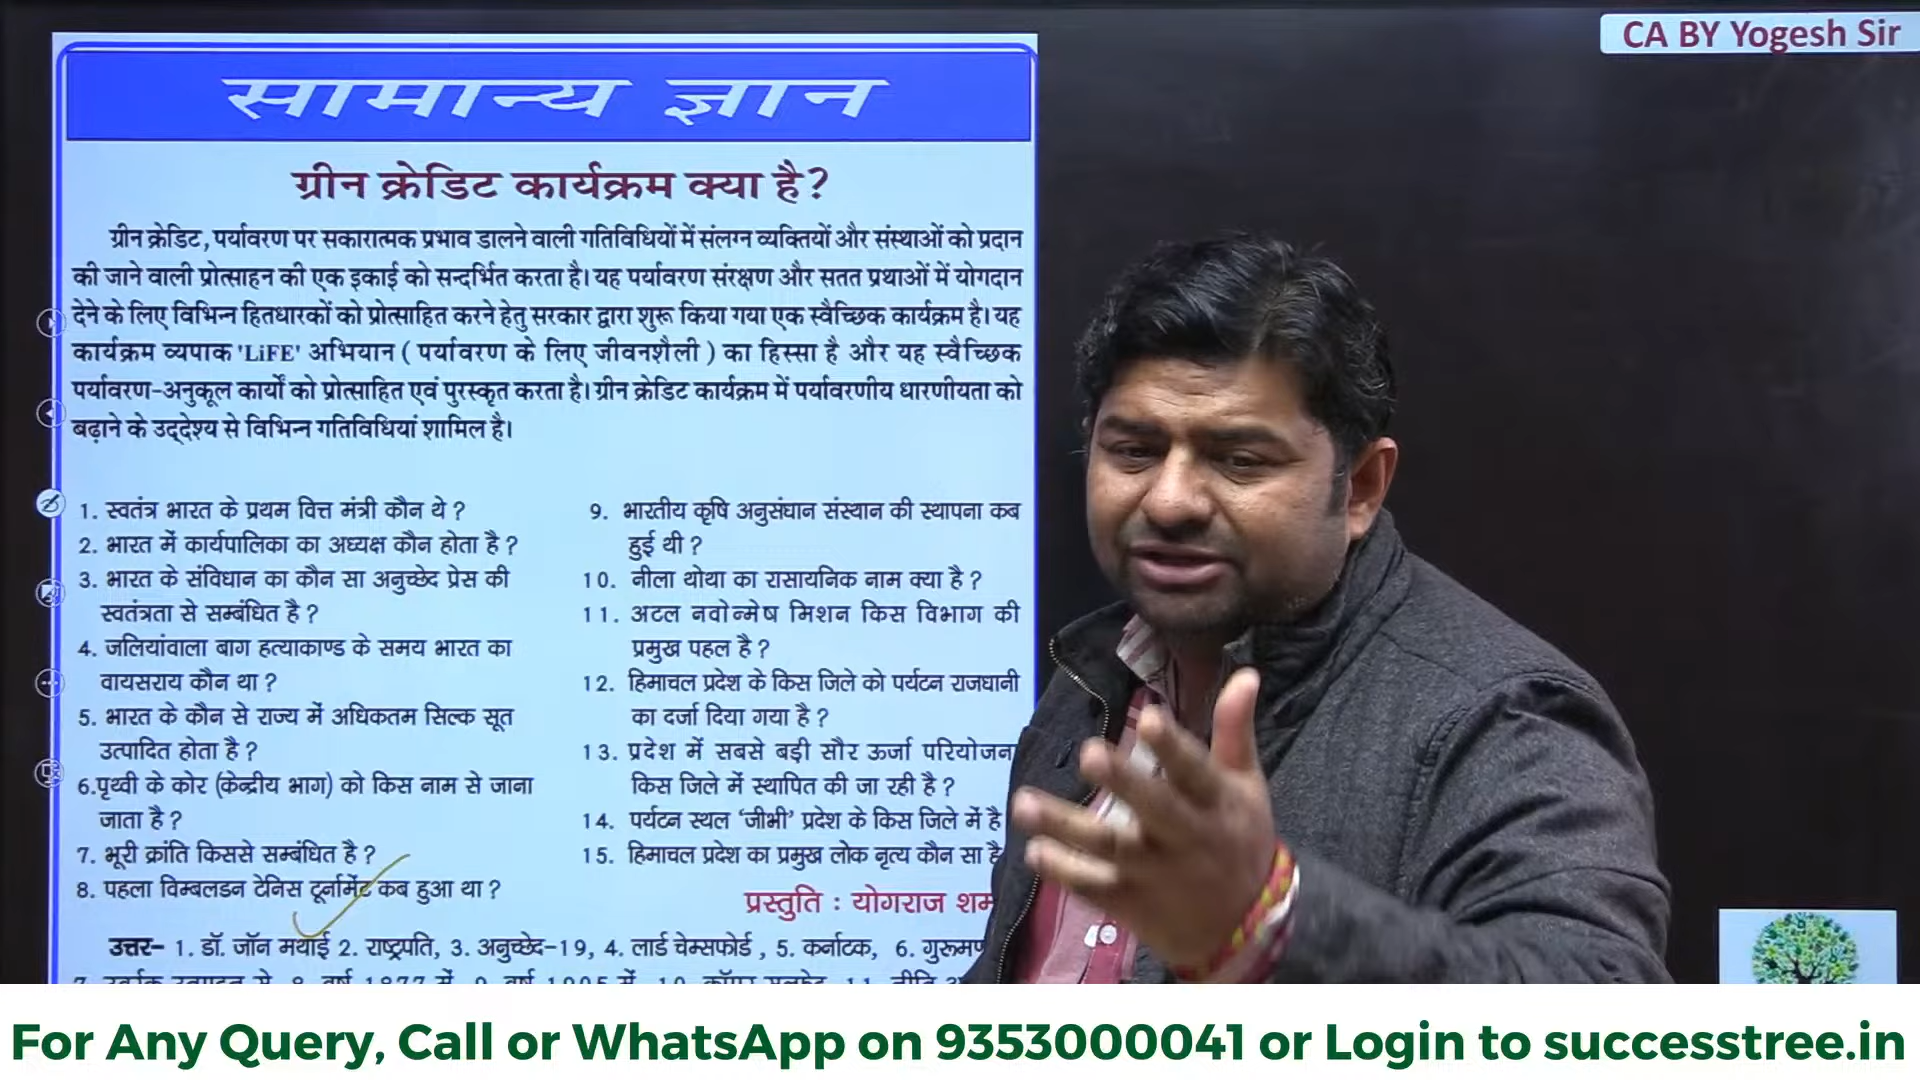 CA BY Yogesh Sir
सामान्य ज्ञान
ग्रीन क्रेडिट कार्यक्रम क्या है?
ग्रीन क्रेडिट, पर्यावरण पर सकारात्मक प्रभाव डालने वाली गतिविधियों में संलग्न व्यक्तियों और संस्थाओं को प्रदान
की जाने वाली प्रोत्साहन की एक इकाई को सन्दर्भित करता है। यह पर्यावरण संरक्षण और सतत प्रथाओं में योगदान
देने के लिए विभिन्न हितधारकों को प्रोत्साहित करने हेतु सरकार द्वारा शुरू किया गया एक स्वैच्छिक कार्यक्रम है। यह
कार्यक्रम व्यपाक 'LiFE' अभियान ( पर्यावरण के लिए जीवनशैली ) का हिस्सा है और यह स्वैच्छिक
पर्यावरण-अनुकूल कार्यों को प्रोत्साहित एवं पुरस्कृत करता है। ग्रीन क्रेडिट कार्यक्रम में पर्यावरणीय धारणीयता को
बढ़ाने के उद्देश्य से विभिन्न गतिविधियां शामिल है।
1. स्वतंत्र भारत के प्रथम वित्त मंत्री कौन थे ?
2. भारत में कार्यपालिका का अध्यक्ष कौन होता है ?
3. भारत के संविधान का कौन सा अनुच्छेद प्रेस की
स्वतंत्रता से सम्बंधित है ?
4. जलियांवाला बाग हत्याकाण्ड के समय भारत का
वायसराय कौन था ?
5. भारत के कौन से राज्य में अधिकतम सिल्क सूत
उत्पादित होता है ?
6.पृथ्वी के कोर (केन्द्रीय भाग) को किस नाम से जाना
जाता है ?
7. भूरी क्रांति किससे सम्बंधित है ?
8. पहला विम्बलडन टेनिस टूर्नामेंट कब हुआ था ?
9. भारतीय कृषि अनुसंधान संस्थान की स्थापना कब
हुई थी ?
10. नीला थोथा का रासायनिक नाम क्या है ?
11. अटल नवोन्मेष मिशन किस विभाग की
प्रमुख पहल है ?
12. हिमाचल प्रदेश के किस जिले को पर्यटन राजधानी
का दर्जा दिया गया है ?
13. प्रदेश में सबसे बड़ी सौर ऊर्जा परियोजना
किस जिले में स्थापित की जा रही है ?
14. पर्यटन स्थल 'जीभी' प्रदेश के किस जिले में है
15. हिमाचल प्रदेश का प्रमुख लोक नृत्य कौन सा है
प्रस्तुति : योगराज
उत्तर- 1. डॉ. जॉन मथाई 2. राष्ट्रपति, 3. अनुच्छेद-19, 4. लार्ड चेम्सफोर्ड , 5. कर्नाटक, 6.
For Any Query, Call or WhatsApp on 9353000041 or Login to successtree.in